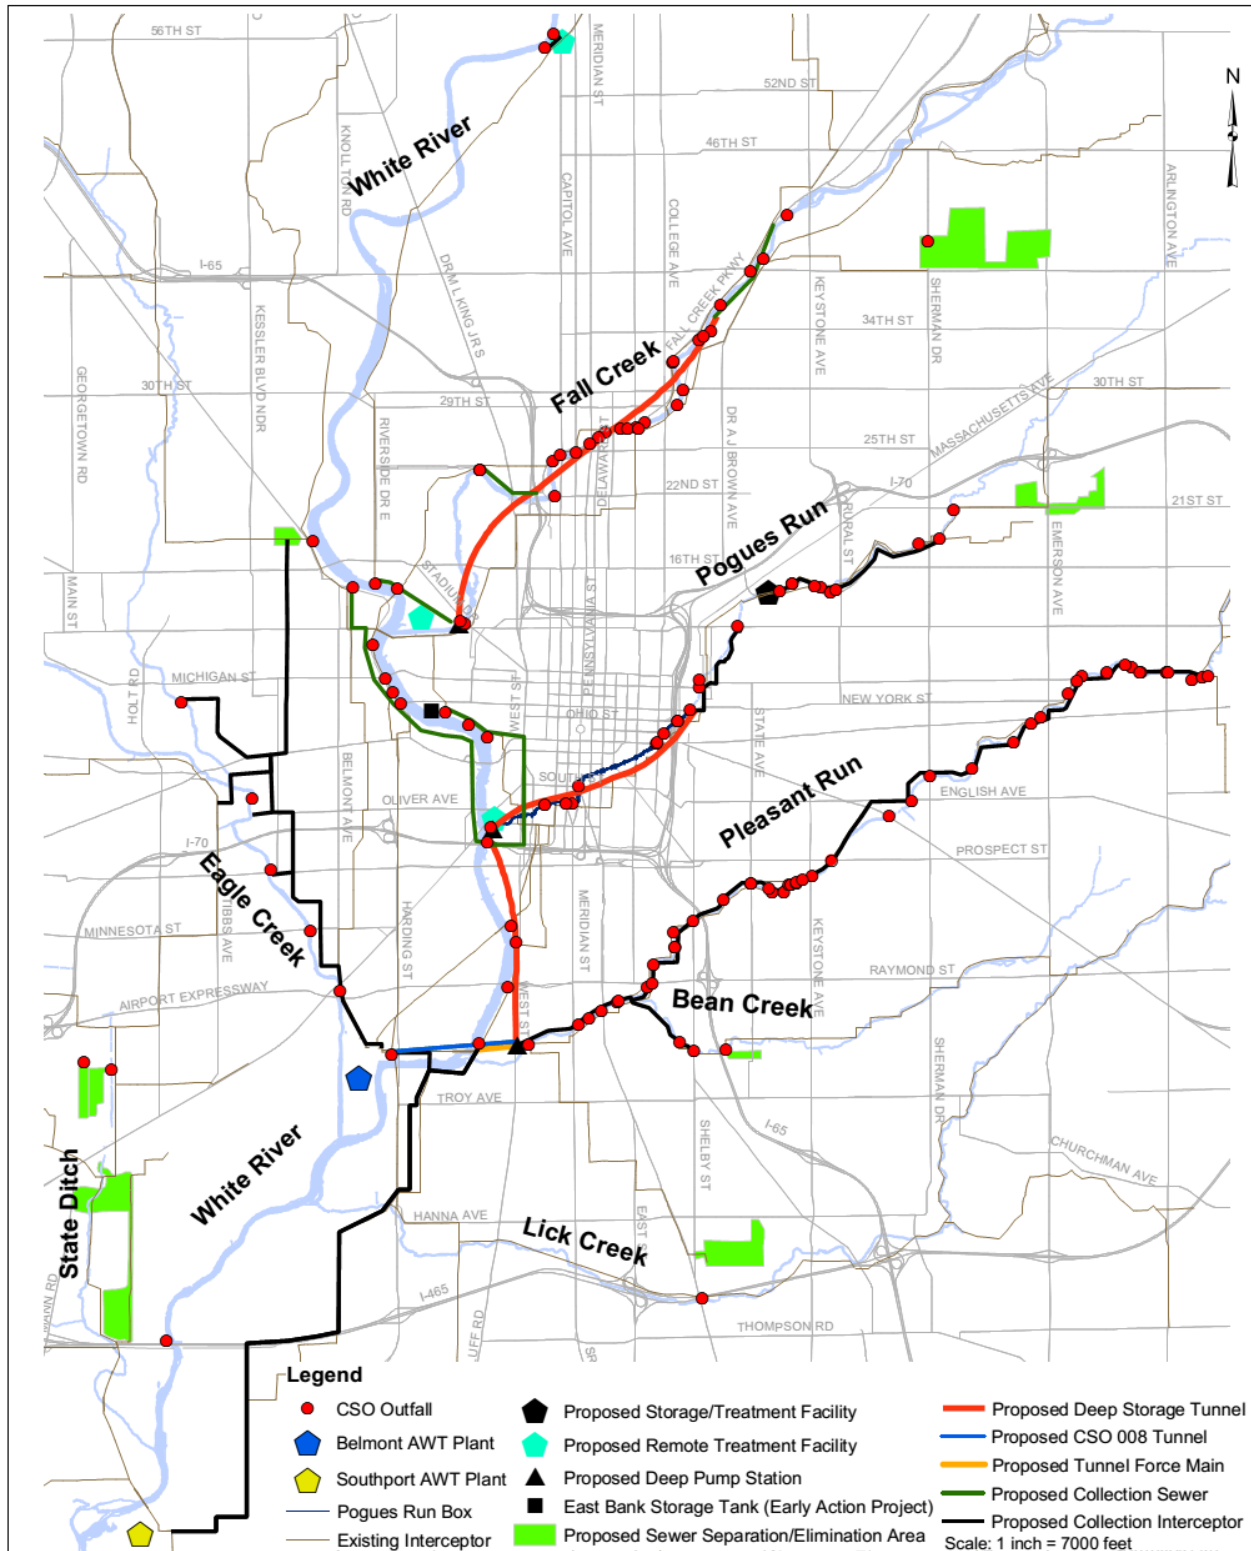 56TH ST
MERIDIAN ST
N
52ND ST
KNOLLTON RD
White River
46TH ST
CAPITOL AVE
COLLEGE AVE
ARLINGTON AVE
I-65
DR M L KING JR S
FALL CREEK PKWY
KEYSTONE AVE
SHERMAN DR
KESSLER BLVD NDR
34TH ST
GEORGETOWN RD
Fall Creek
30TH ST
30TH ST
29TH ST
MASSACHUSETTS AVE
RIVERSIDE DR E
DELAWARE ST
DR A J BROWN AVE
25TH ST
22ND ST
I-70
21ST ST
RURAL ST
EMERSON AVE
Pogues Run
16TH ST
STADIUM DR
MAIN ST
PENNSYLVANIA ST
MICHIGAN ST
HOLT RD
WEST ST
OHIO ST
NEW YORK ST
STATE AVE
BELMONT AVE
SOUTH ST
Pleasant Run
OLIVER AVE
ENGLISH AVE
I-70
PROSPECT ST
Eagle Creek
TIBBS AVE
HARDING ST
MERIDIAN ST
KEYSTONE AVE
MINNESOTA ST
RAYMOND ST
AIRPORT EXPRESSWAY
WEST ST
Bean Creek
SHERMAN DR
TROY AVE
SHELBY ST
I-65
CHURCHMAN AVE
White River
State Ditch
HANNA AVE
EAST S
Lick Creek
MANN RD
I-465
THOMPSON RD
UFF RD
SR
Legend
CSO Outfall
Belmont AWT Plant
Southport AWT Plant
Pogues Run Box
Existing Interceptor
Proposed Storage/Treatment Facility
Proposed Remote Treatment Facility
Proposed Deep Pump Station
East Bank Storage Tank (Early Action Project)
Proposed Sewer Separation/Elimination Area
Proposed Deep Storage Tunnel
Proposed CSO 008 Tunnel
Proposed Tunnel Force Main
Proposed Collection Sewer
Proposed Collection Interceptor
Scale: 1 inch = 7000 feet